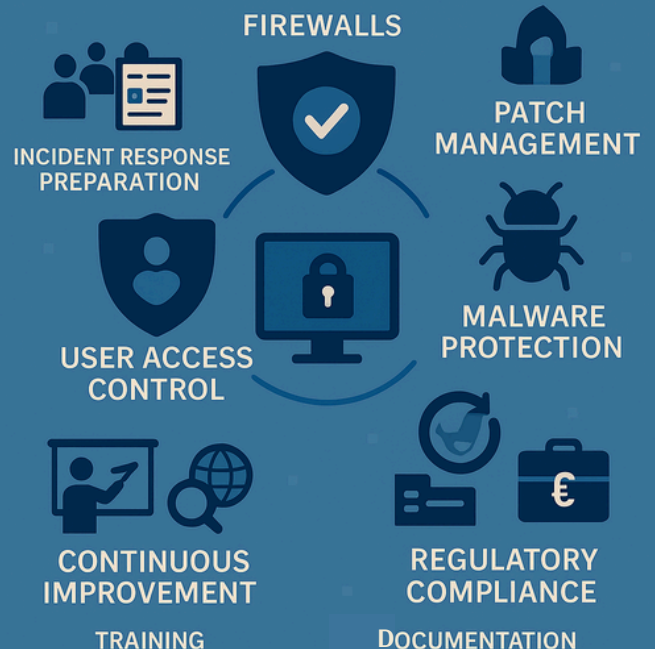 FIREWALLS
INCIDENT RESPONSE
PREPARATION
PATCH
MANAGEMENT
USER ACCESS
CONTROL
MALWARE
PROTECTION
€
CONTINUOUS
IMPROVEMENT
REGULATORY
COMPLIANCE
TRAINING
DOCUMENTATION